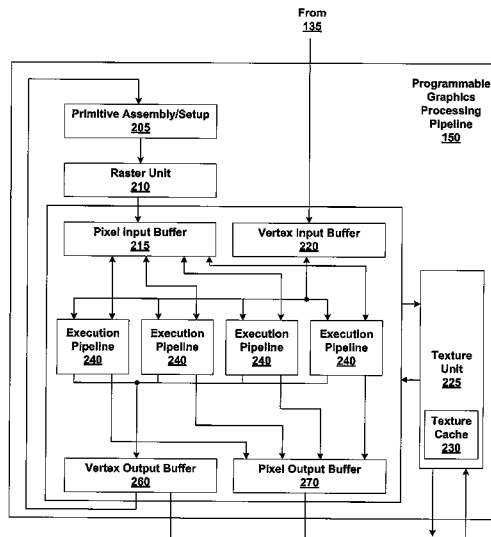 From
135
Programmable
Graphics
Processing
Pipeline
150
Primitive Assembly/Setup
205
Raster Unit
210
Pixel Input Buffer
215
Vertex Input Buffer
220
Execution
Pipeline
240
Execution
Pipeline
240
Execution
Pipeline
240
Execution
Pipeline
240
Texture
Unit
225
Texture
Cache
230
Vertex Output Buffer
260
Pixel Output Buffer
270